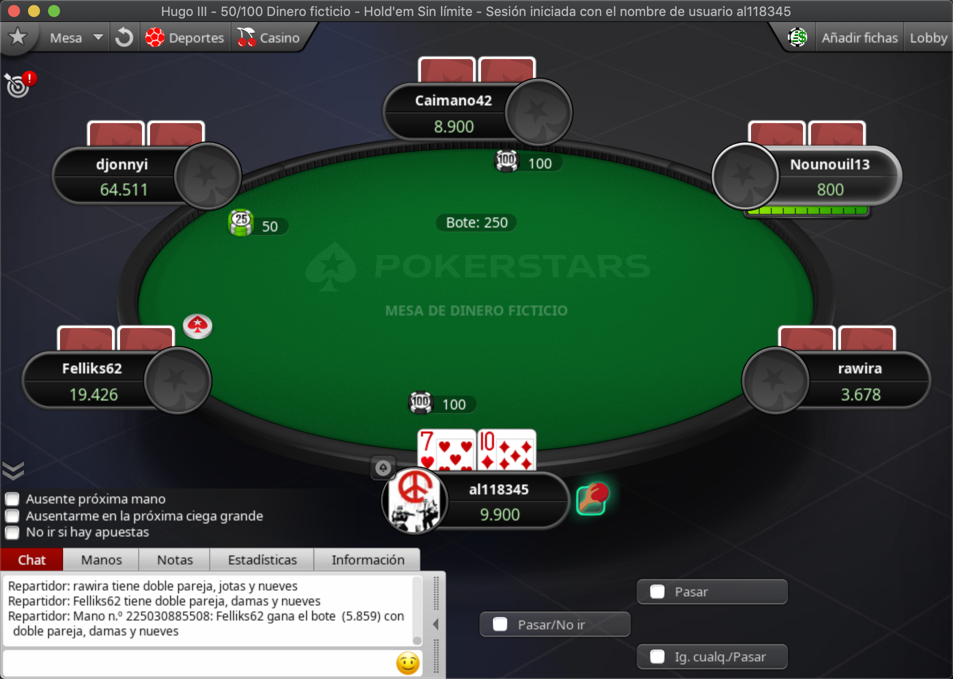 Hugo III - 50/100 Dinero ficticio - Hold'em Sin límite - Sesión iniciada con el nombre de usuario al118345
Mesa
Deportes
Casino
Añadir fichas
Lobby
!
Caimano42
8.900
djonnyi
64.511
Nounouil13
800
100
100
25
50
Bote: 250
POKERSTARS
MESA DE DINERO FICTICIO
Felliks62
19.426
rawira
3.678
100
100
7
10
al118345
9.900
Ausente próxima mano
Ausentarme en la próxima ciega grande
No ir si hay apuestas
Chat
Manos
Notas
Estadísticas
Información
Repartidor: rawira tiene doble pareja, jotas y nueves
Repartidor: Felliks62 tiene doble pareja, damas y nueves
Repartidor: Mano n.º 225030885508: Felliks62 gana el bote (5.859) con
doble pareja, damas y nueves
Pasar
Pasar/No ir
Ig. cualq./Pasar